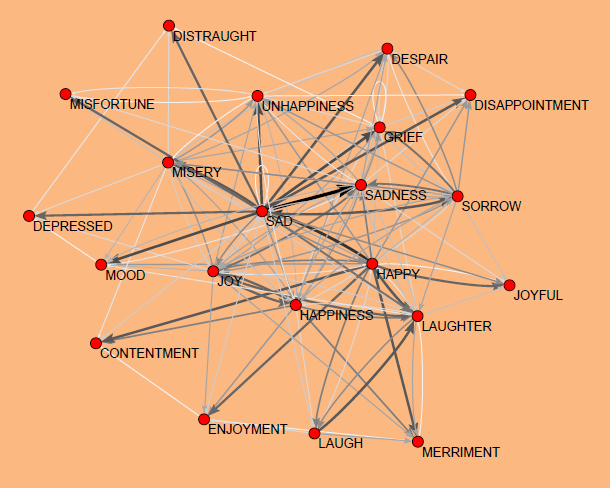 DISTRAUGHT
DESPAIR
MISFORTUNE
UNHAPPINESS
DISAPPOINTMENT
GRIEF
MISERY
SADNESS
SORROW
SAD
DEPRESSED
MOOD
JOY
HAPPY
JOYFUL
HAPPINESS
LAUGHTER
CONTENTMENT
ENJOYMENT
LAUGH
MERRIMENT